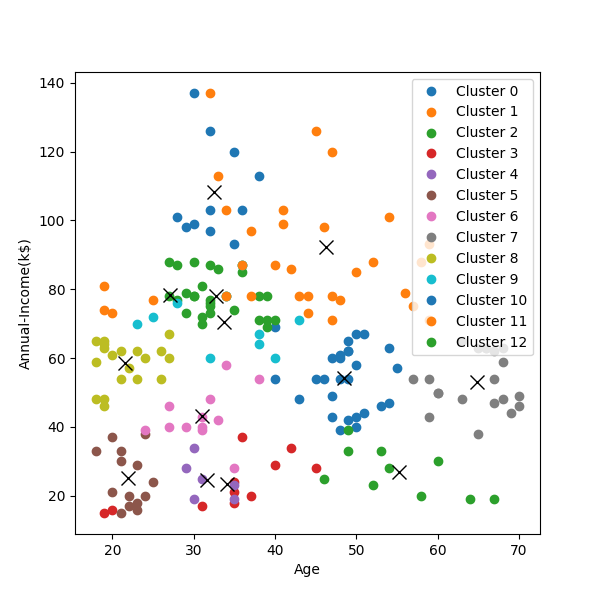 140
120
100
80
60
40
20
Annual-Income(k$)
20 30 40 50 60 70
Age
Cluster 0
Cluster 1
Cluster 2
Cluster 3
Cluster 4
Cluster 5
Cluster 6
Cluster 7
Cluster 8
Cluster 9
Cluster 10
Cluster 11
Cluster 12